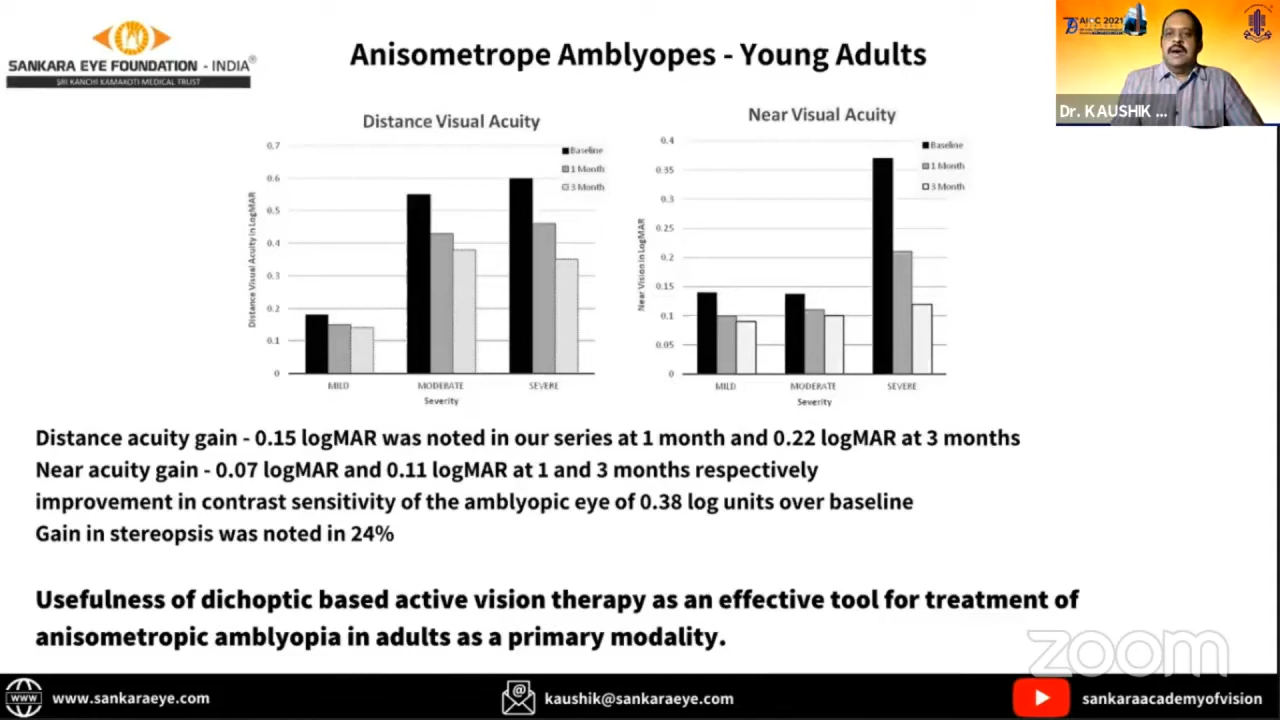 SANKARA EYE FOUNDATION - INDIA®
SRI KANCHI KAMAKOTI MEDICAL TRUST
Anisometrope Amblyopes - Young Adults
AIOC 2021
Dr. KAUSHIK ...
Distance Visual Acuity
0.7
0.6
0.5
0.4
0.3
0.2
0.1
0
Distance Visual Acuity in LogMAR
Baseline
1 Month
3 Month
MILD MODERATE SEVERE
Severity
Near Visual Acuity
0.4
0.35
0.3
0.25
0.2
0.15
0.1
0.05
0
Near Vision in LogMAR
Baseline
1 Month
3 Month
MILD MODERATE SEVERE
Severity
Distance acuity gain - 0.15 logMAR was noted in our series at 1 month and 0.22 logMAR at 3 months
Near acuity gain - 0.07 logMAR and 0.11 logMAR at 1 and 3 months respectively
improvement in contrast sensitivity of the amblyopic eye of 0.38 log units over baseline
Gain in stereopsis was noted in 24%
Usefulness of dichoptic based active vision therapy as an effective tool for treatment of
anisometropic amblyopia in adults as a primary modality.
zoom
WWW www.sankaraeye.com
@ kaushik@sankaraeye.com
sankaraacademyofvision